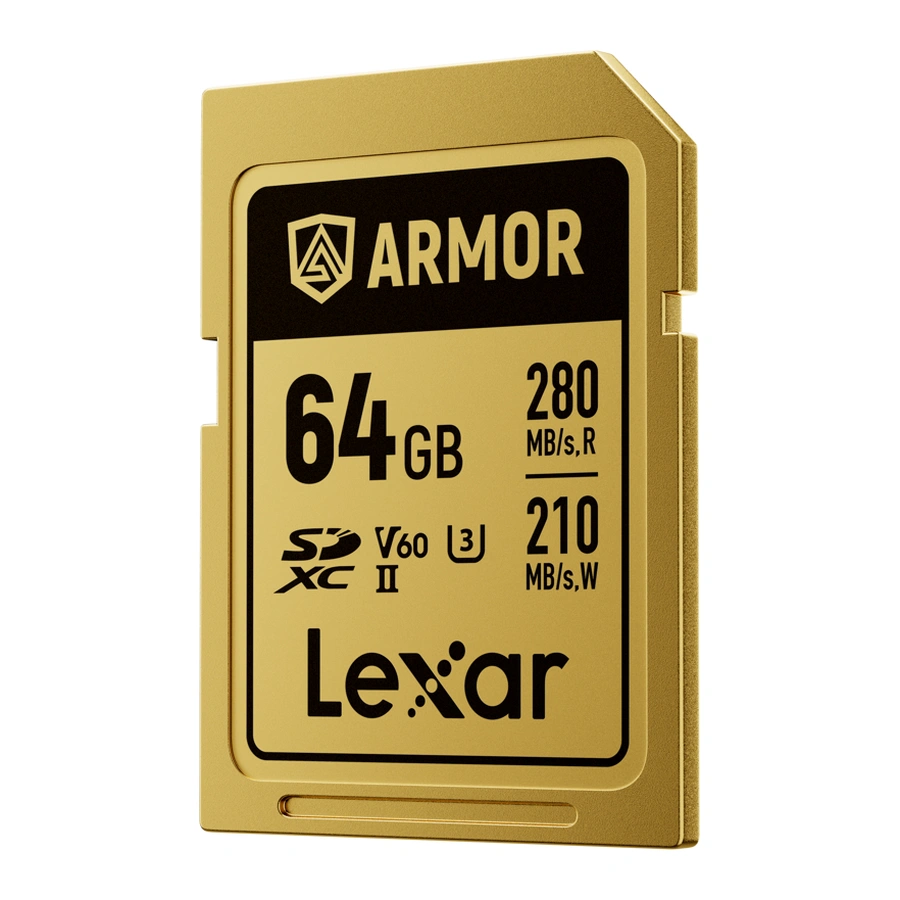 ARMOR
64GB
280
MB/s,R
210
MB/s,W
SD XC
V60
II
3
Lexar